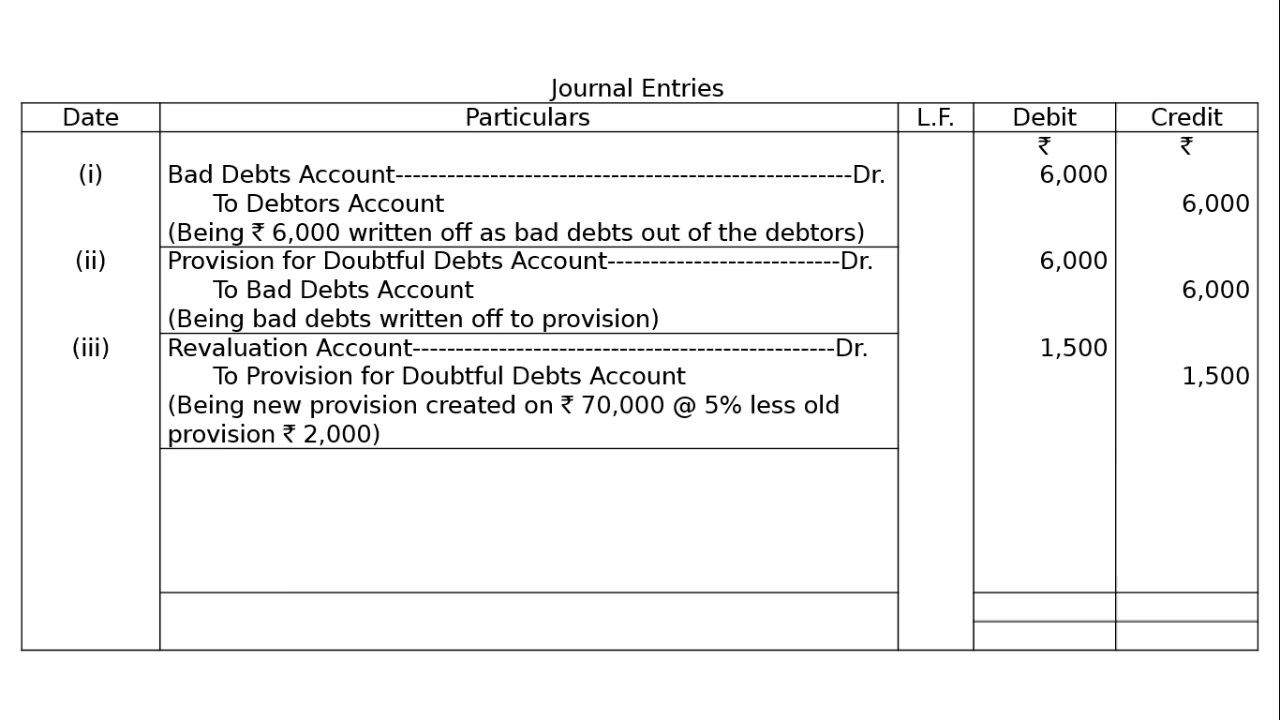 Journal Entries
Date Particulars L.F. Debit Credit
₹ ₹
(i) Bad Debts Account-----------------------------------------------------Dr. 6,000
To Debtors Account 6,000
(Being ₹ 6,000 written off as bad debts out of the debtors)
(ii) Provision for Doubtful Debts Account---------------------------Dr. 6,000
To Bad Debts Account 6,000
(Being bad debts written off to provision)
(iii) Revaluation Account-------------------------------------------------Dr. 1,500
To Provision for Doubtful Debts Account 1,500
(Being new provision created on ₹ 70,000 @ 5% less old
provision ₹ 2,000)